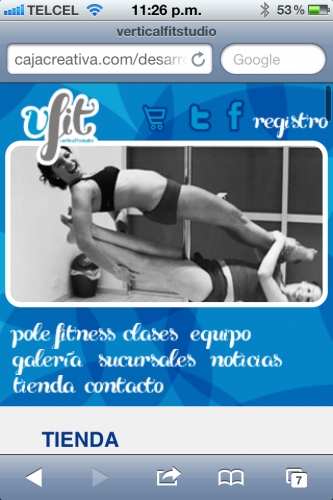 TELCEL 11:26 p.m. 53%
verticalfitstudio
cajacreativa.com/desarr Google
vfit
verticalfitstudio
registro
pole fitness clases equipo
galería sucursales noticias
tienda contacto
TIENDA
7